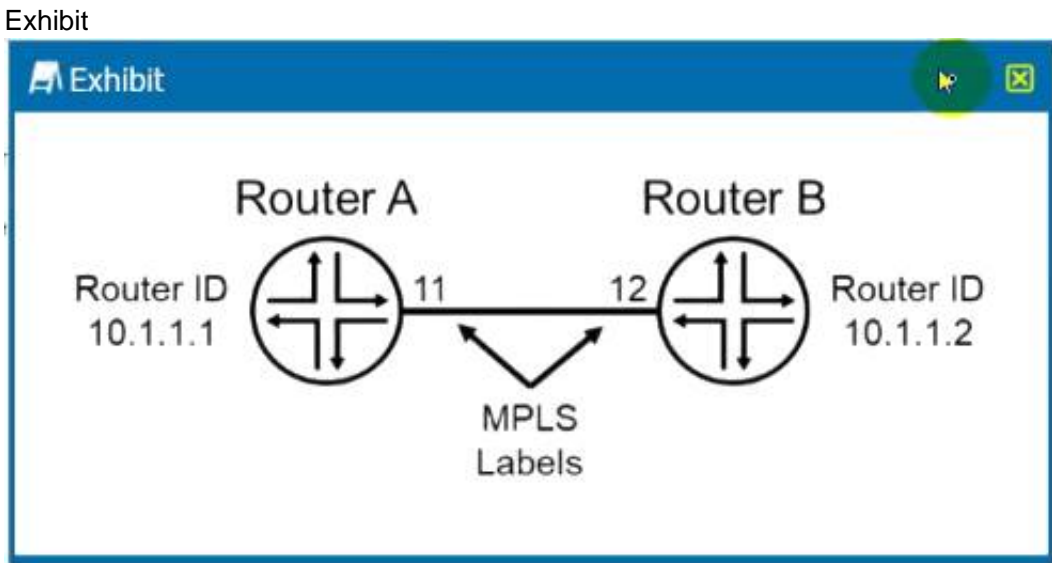 Exhibit
Exhibit
Router A Router B
Router ID 11 12 Router ID
10.1.1.1 10.1.1.2
MPLS
Labels